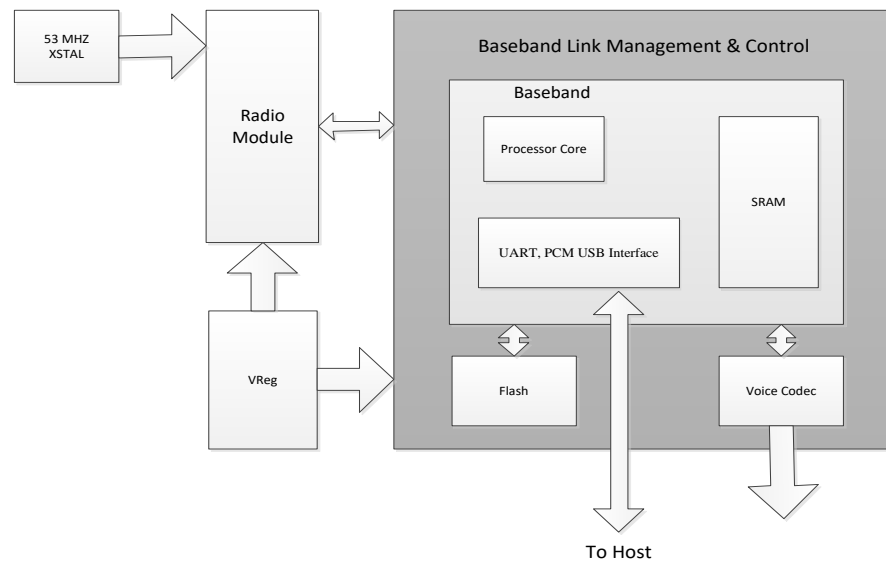 53 MHZ
XSTAL
Radio
Module
Baseband Link Management & Control
Baseband
Processor Core
SRAM
UART, PCM USB Interface
VReg
Flash
Voice Codec
To Host